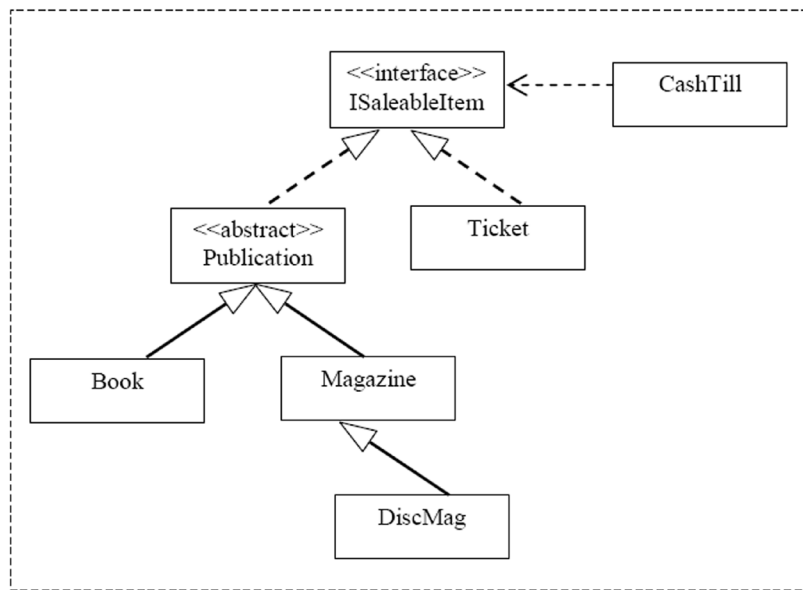 <<interface>>
ISaleableItem
CashTill
<<abstract>>
Publication
Ticket
Book
Magazine
DiscMag